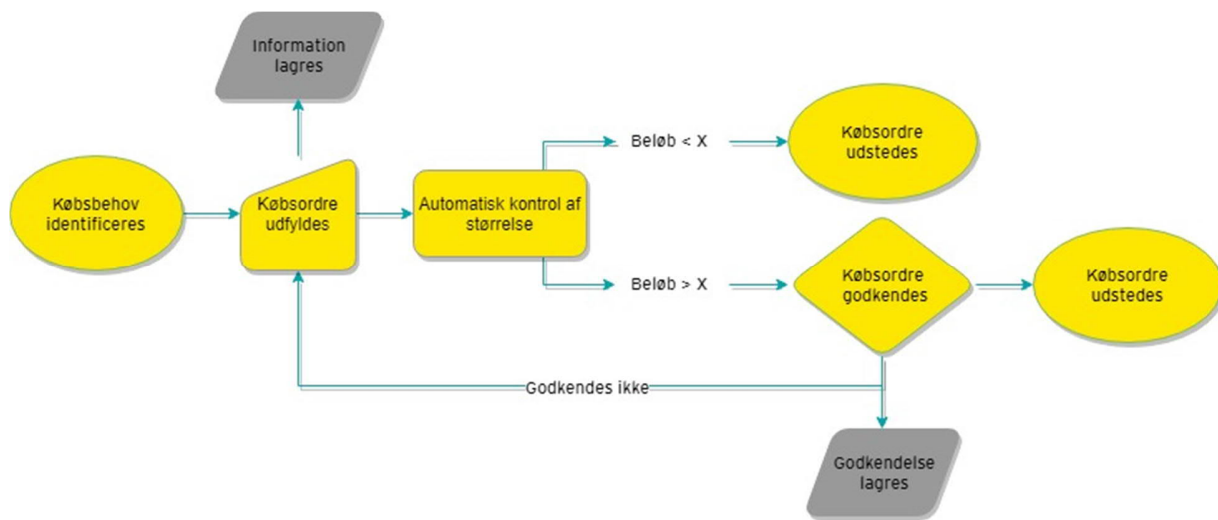 Information
lagres
Beløb < X
Købsordre
udstedes
Købsbehov
identificeres
Købsordre
udfyldes
Automatisk kontrol af
størrelse
Beløb > X
Købsordre
godkendes
Købsordre
udstedes
Godkendes ikke
Godkendelse
lagres